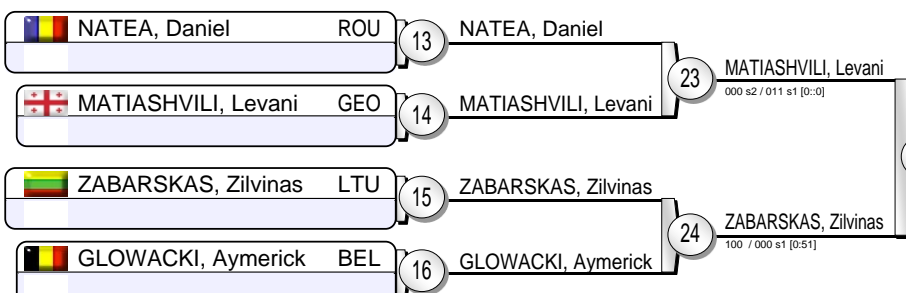 NATEA, Daniel ROU 13 NATEA, Daniel
23 MATIASHVILI, Levani
000 s2 / 011 s1 [0::0]
MATIASHVILI, Levani GEO 14 MATIASHVILI, Levani
ZABARSKAS, Zilvinas LTU 15 ZABARSKAS, Zilvinas
24 ZABARSKAS, Zilvinas
100 / 000 s1 [0:51]
GLOWACKI, Aymerick BEL 16 GLOWACKI, Aymerick